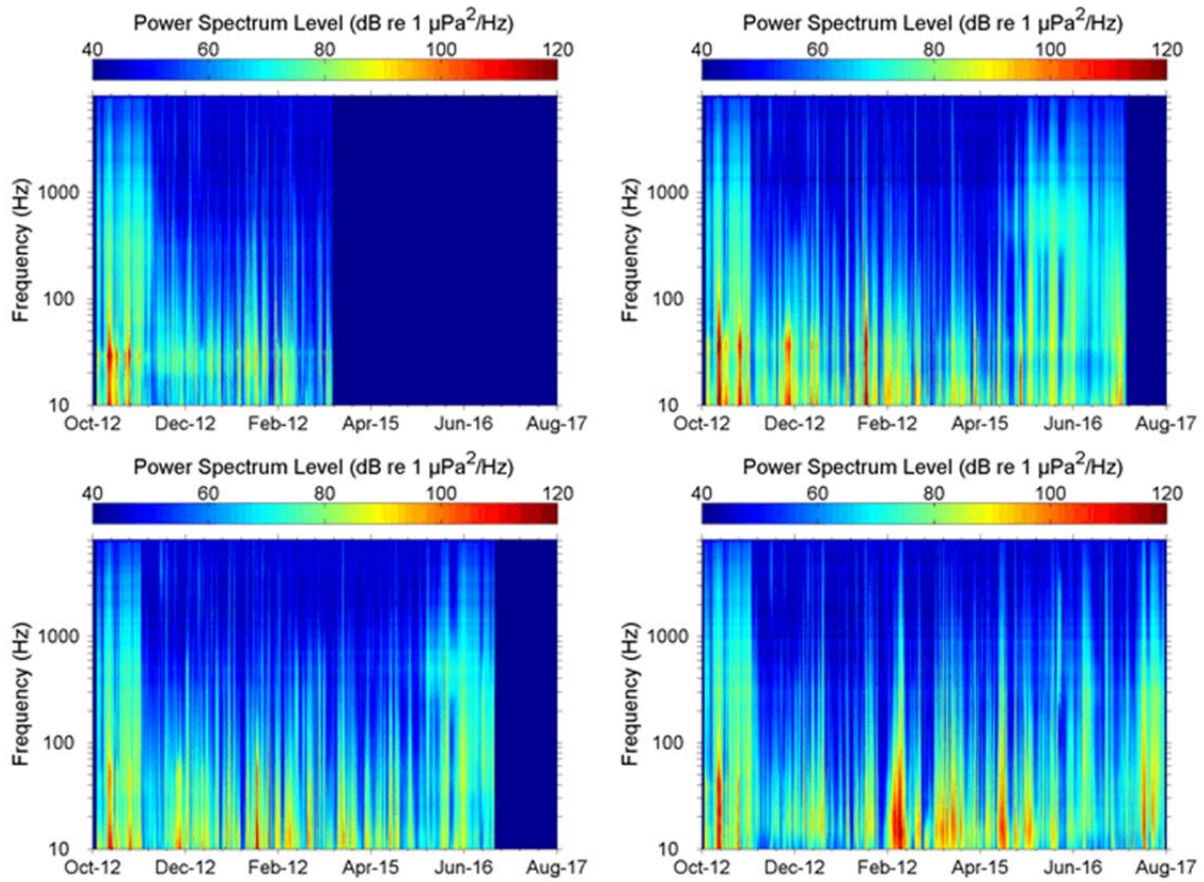 Power Spectrum Level (dB re 1 µPa²/Hz)
40 60 80 100 120
Frequency (Hz)
1000
100
10
Oct-12 Dec-12 Feb-12 Apr-15 Jun-16 Aug-17
Power Spectrum Level (dB re 1 µPa²/Hz)
40 60 80 100 120
Frequency (Hz)
1000
100
10
Oct-12 Dec-12 Feb-12 Apr-15 Jun-16 Aug-17
Power Spectrum Level (dB re 1 µPa²/Hz)
40 60 80 100 120
Frequency (Hz)
1000
100
10
Oct-12 Dec-12 Feb-12 Apr-15 Jun-16 Aug-17
Power Spectrum Level (dB re 1 µPa²/Hz)
40 60 80 100 120
Frequency (Hz)
1000
100
10
Oct-12 Dec-12 Feb-12 Apr-15 Jun-16 Aug-17